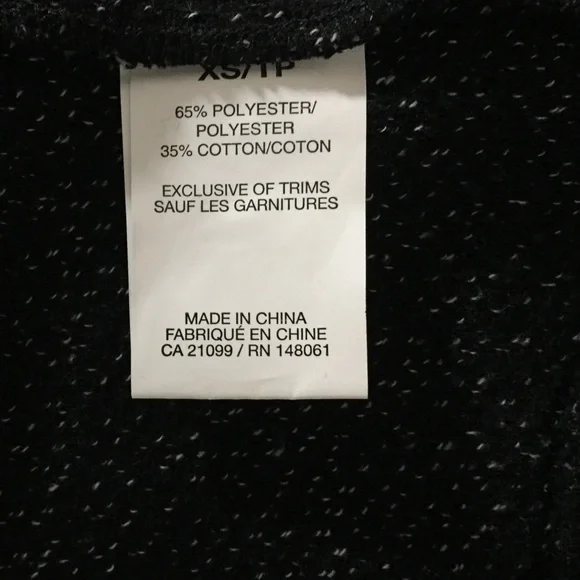 XS/TP
65% POLYESTER/
POLYESTER
35% COTTON/COTON
EXCLUSIVE OF TRIMS
SAUF LES GARNITURES
MADE IN CHINA
FABRIQUÉ EN CHINE
CA 21099 / RN 148061